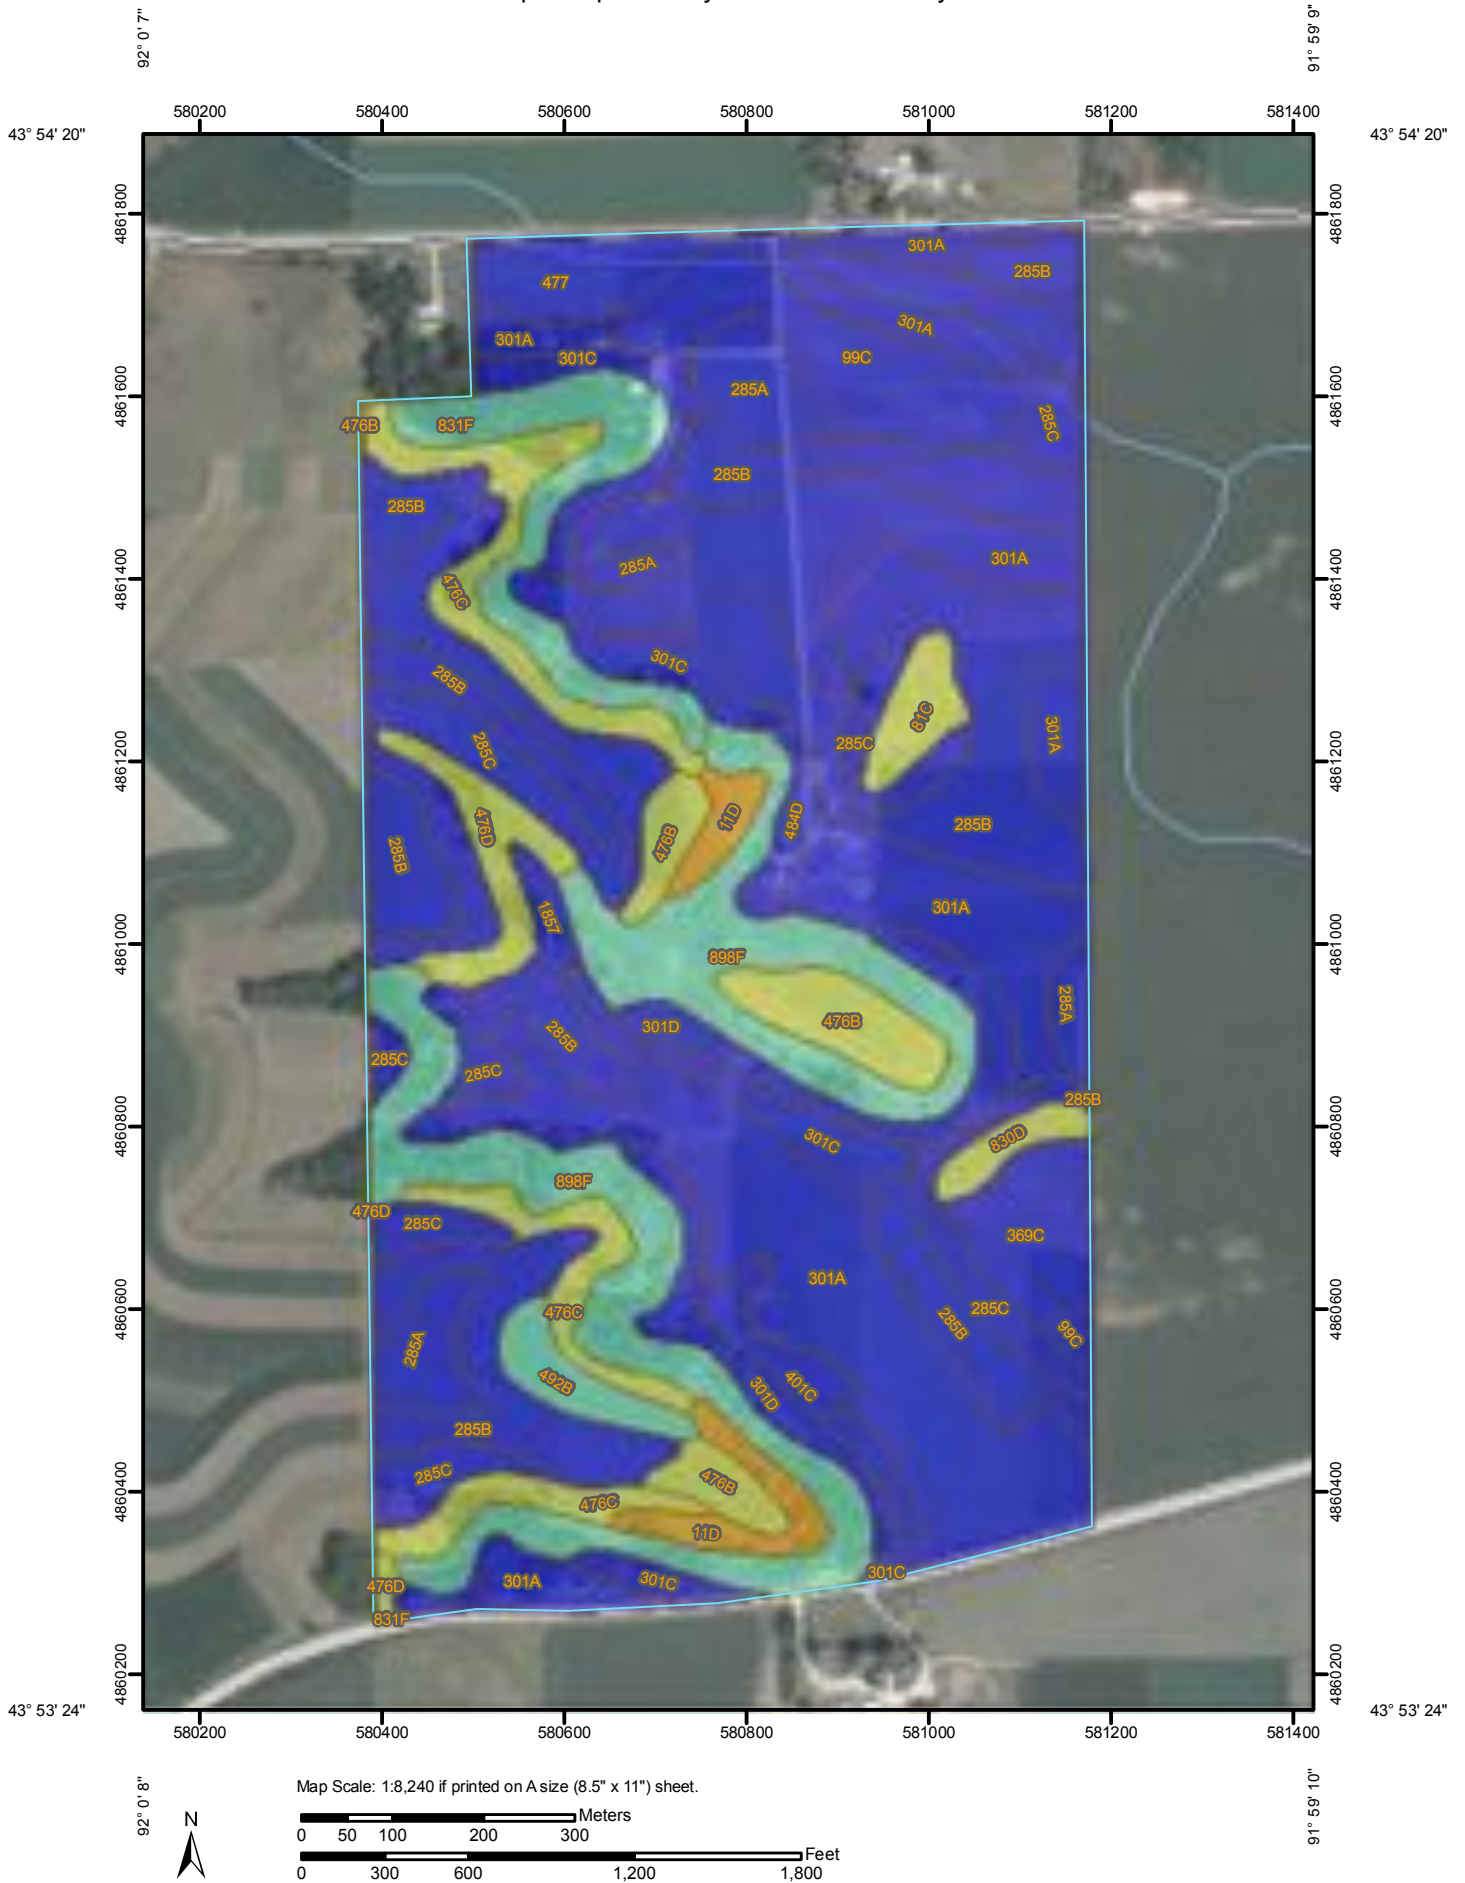 92° 0' 7"
91° 59' 9"
580200 580400 580600 580800 581000 581200 581400
43° 54' 20"
43° 54' 20"
4861800
4861800
301A
285B
477
301A
301A
301C
99C
285A
4861600
4861600
476B
831F
285C
285B
285B
4861400
4861400
301A
285A
476C
301C
285B
81C
301A
285C
285C
4861200
4861200
476D
11D
484D
285B
476B
285B
301A
1857
4861000
4861000
898F
285A
476B
301D
285B
285C
285C
285B
4860800
4860800
830D
301C
898F
476D
285C
369C
301A
4860600
4860600
476C
285C
285B
99C
285A
492B
301D
401C
285B
285C
476B
4860400
4860400
476C
11D
301C
301A
301C
476D
831F
4860200
4860200
43° 53' 24"
43° 53' 24"
580200 580400 580600 580800 581000 581200 581400
92° 0' 8"
91° 59' 10"
Map Scale: 1:8,240 if printed on A size (8.5" x 11") sheet.
N
Meters
0 50 100 200 300
Feet
0 300 600 1,200 1,800